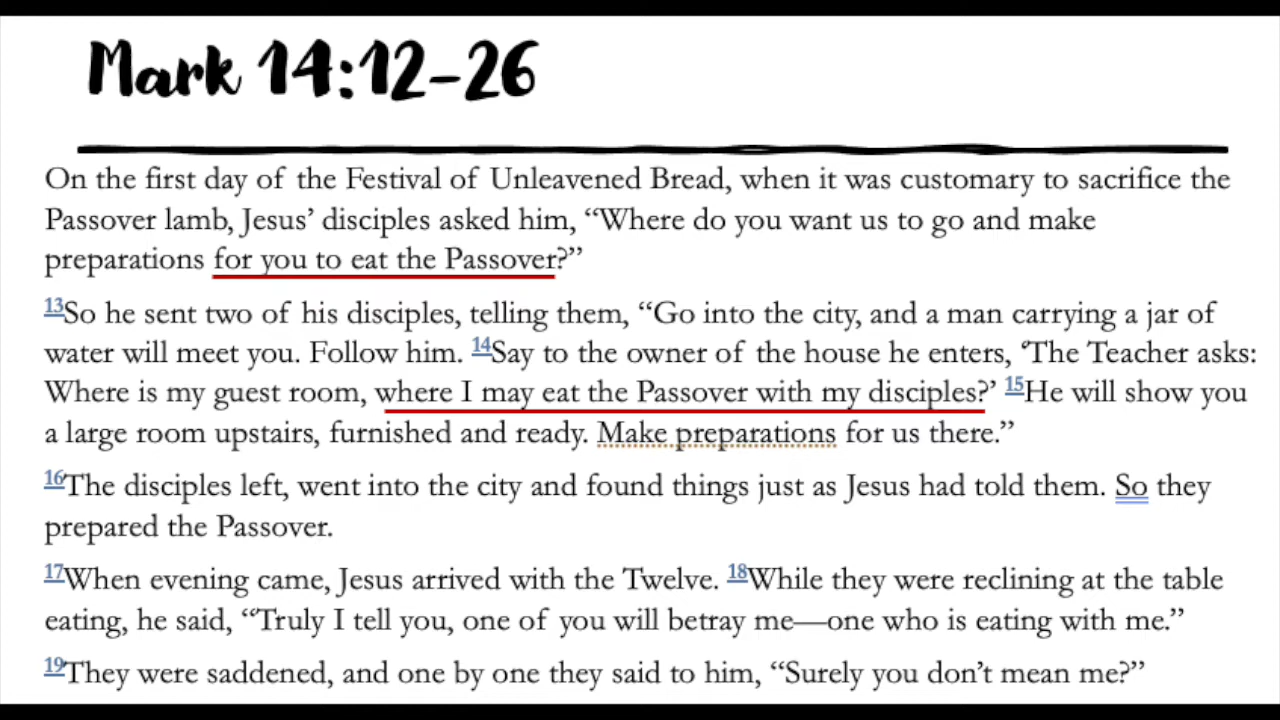 Mark 14:12-26
On the first day of the Festival of Unleavened Bread, when it was customary to sacrifice the
Passover lamb, Jesus’ disciples asked him, “Where do you want us to go and make
preparations for you to eat the Passover?”
13So he sent two of his disciples, telling them, “Go into the city, and a man carrying a jar of
water will meet you. Follow him. 14Say to the owner of the house he enters, ‘The Teacher asks:
Where is my guest room, where I may eat the Passover with my disciples?’ 15He will show you
a large room upstairs, furnished and ready. Make preparations for us there.”
16The disciples left, went into the city and found things just as Jesus had told them. So they
prepared the Passover.
17When evening came, Jesus arrived with the Twelve. 18While they were reclining at the table
eating, he said, “Truly I tell you, one of you will betray me—one who is eating with me.”
19They were saddened, and one by one they said to him, “Surely you don’t mean me?”